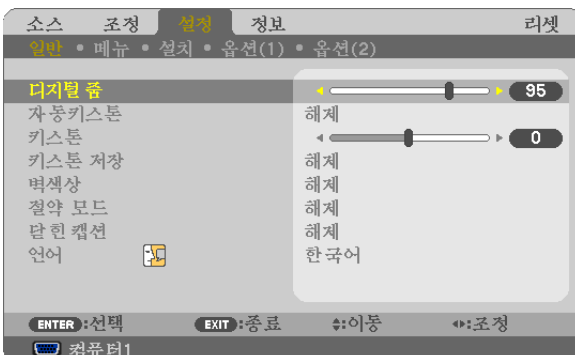 소스 조정 설정 정보 리셋
일반 • 메뉴 • 설치 • 옵션(1) • 옵션(2)
디지털 줌 95
자동키스톤 해제
키스톤 0
키스톤 저장 해제
벽색상 해제
절약 모드 해제
닫힌 캡션 해제
언어 한국어
ENTER :선택 EXIT :종료 :이동 :조정
컴퓨터1